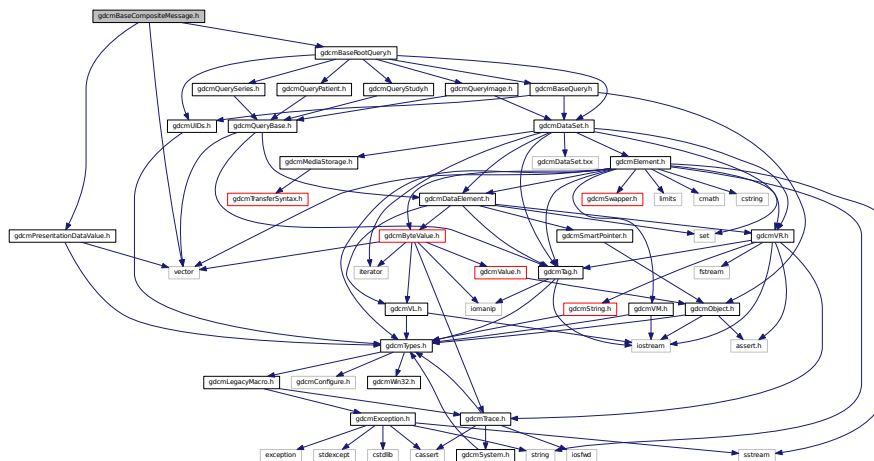 gdcmBaseCompositeMessage.h
gdcmBaseRootQuery.h
gdcmQuerySeries.h
gdcmQueryPatient.h
gdcmQueryStudy.h
gdcmQueryImage.h
gdcmBaseQuery.h
gdcmUIDs.h
gdcmQueryBase.h
gdcmDataSet.h
gdcmMediaStorage.h
gdcmDataSet.txx
gdcmElement.h
gdcmTransferSyntax.h
gdcmDataElement.h
gdcmSwapper.h
limits
cmath
cstring
gdcmPresentationDataValue.h
gdcmByteValue.h
gdcmSmartPointer.h
set
gdcmVR.h
vector
iterator
gdcmValue.h
gdcmTag.h
fstream
gdcmVL.h
iomanip
gdcmString.h
gdcmVM.h
gdcmObject.h
gdcmTypes.h
iostream
assert.h
gdcmLegacyMacro.h
gdcmConfigure.h
gdcmWin32.h
gdcmException.h
gdcmTrace.h
exception
stdexcept
cstdlib
cassert
gdcmSystem.h
string
iosfwd
sstream